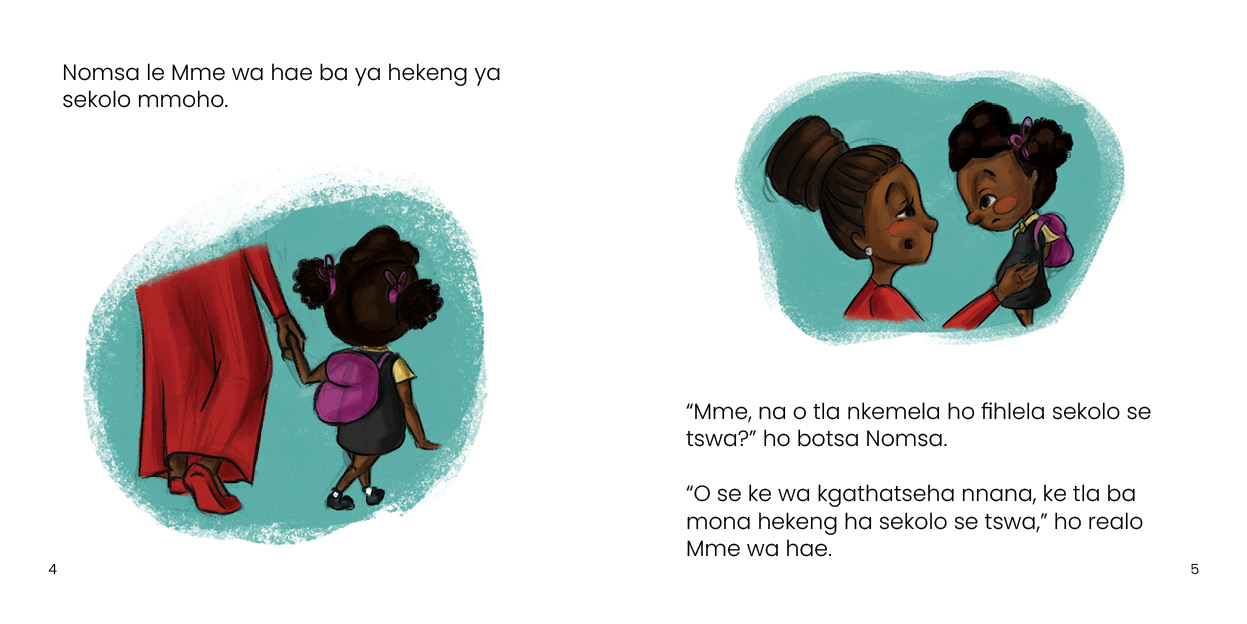 Nomsa le Mme wa hae ba ya hekeng ya
sekolo mmoho.
4
“Mme, na o tla nkemela ho fihlela sekolo se
tswa?” ho botsa Nomsa.
“O se ke wa kgathatseha nnana, ke tla ba
mona hekeng ha sekolo se tswa,” ho realo
Mme wa hae.
5